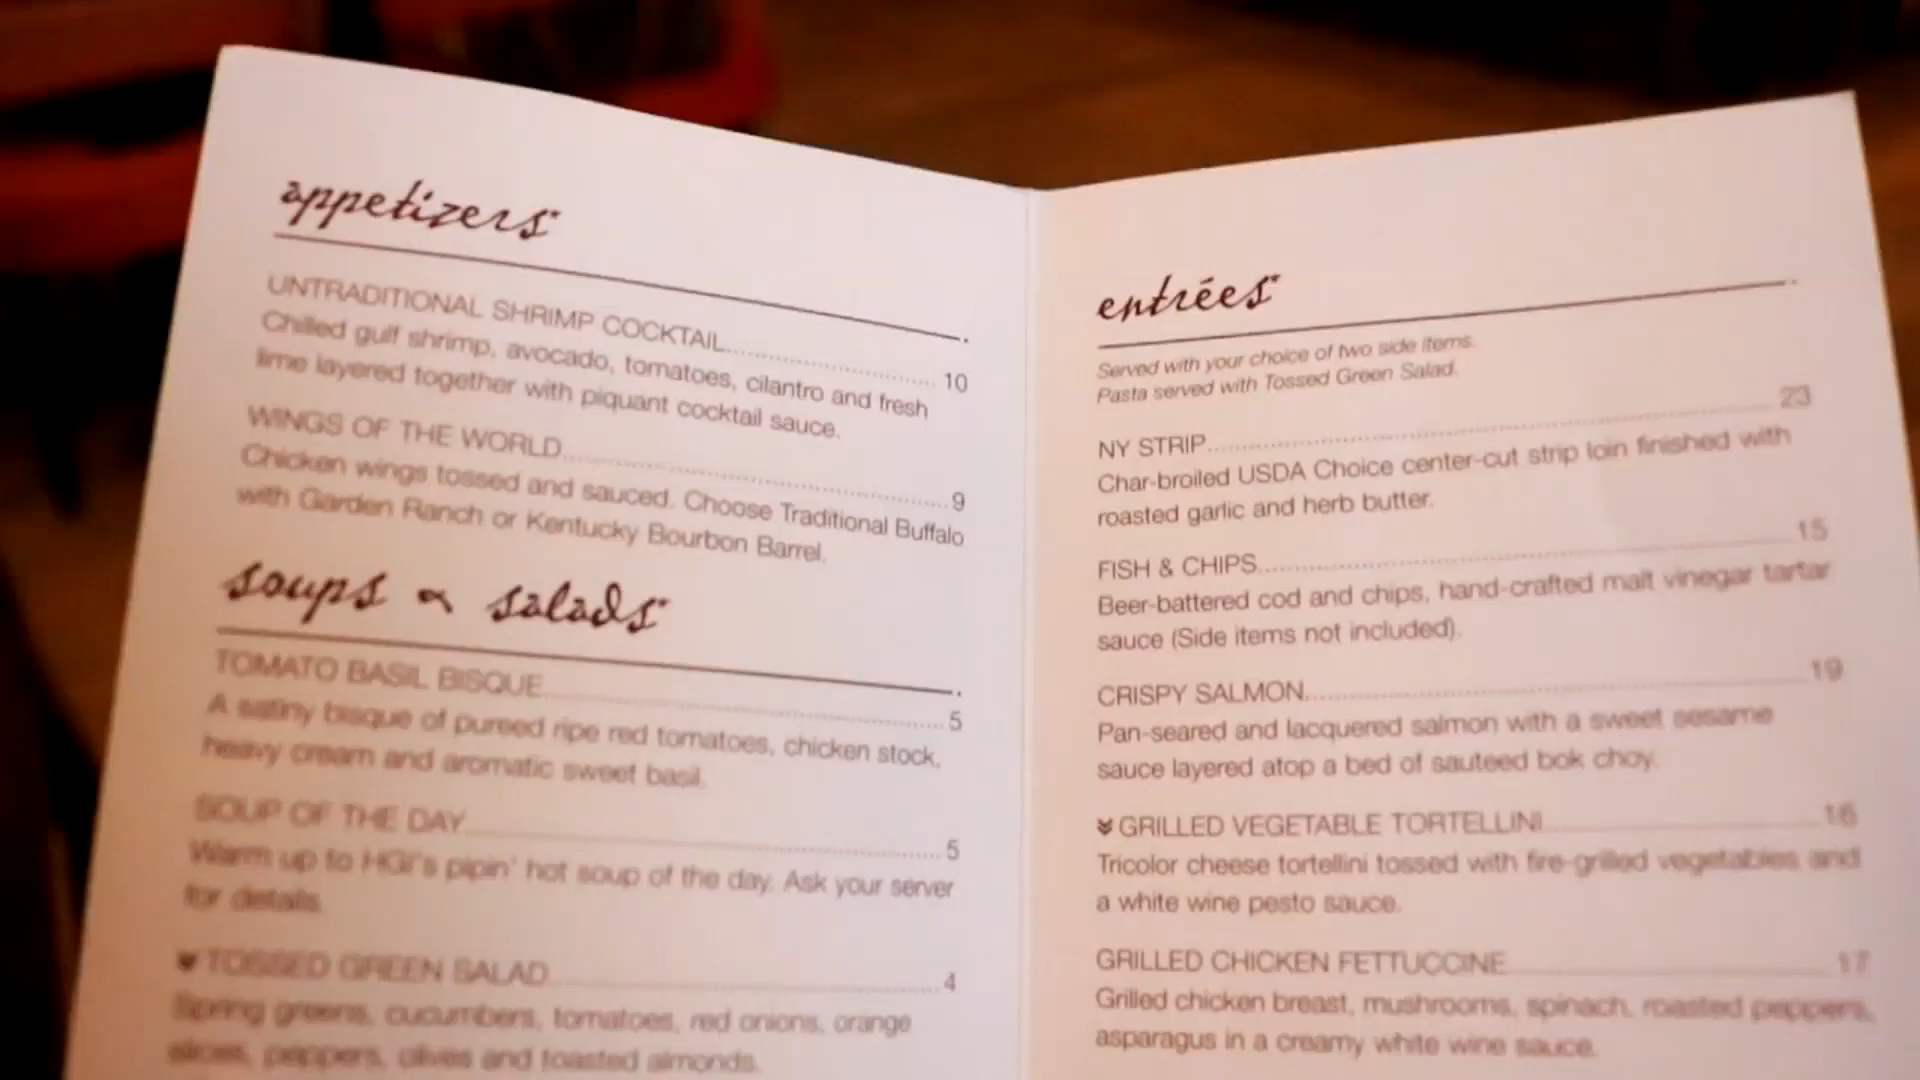 appetizers
UNTRADITIONAL SHRIMP COCKTAIL 10
Chilled gulf shrimp, avocado, tomatoes, cilantro and fresh
lime layered together with piquant cocktail sauce.
WINGS OF THE WORLD 9
Chicken wings tossed and sauced. Choose Traditional Buffalo
with Garden Ranch or Kentucky Bourbon Barrel.
soups & salads
TOMATO BASIL BISQUE 5
A satiny bisque of pureed ripe red tomatoes, chicken stock,
heavy cream and aromatic sweet basil.
SOUP OF THE DAY 5
Warm up to HGI's pipin' hot soup of the day. Ask your server
for details.
TOSSED GREEN SALAD 4
Spring greens, cucumbers, tomatoes, red onions, orange
slices, peppers, olives and toasted almonds.
entrées
Served with your choice of two side items.
Pasta served with Tossed Green Salad.
NY STRIP 23
Char-broiled USDA Choice center-cut strip loin finished with
roasted garlic and herb butter.
FISH & CHIPS 15
Beer-battered cod and chips, hand-crafted malt vinegar tartar
sauce (Side items not included).
CRISPY SALMON 19
Pan-seared and lacquered salmon with a sweet sesame
sauce layered atop a bed of sauteed bok choy.
GRILLED VEGETABLE TORTELLINI 16
Tricolor cheese tortellini tossed with fire-grilled vegetables and
a white wine pesto sauce.
GRILLED CHICKEN FETTUCCINE 17
Grilled chicken breast, mushrooms, spinach, roasted peppers,
asparagus in a creamy white wine sauce.